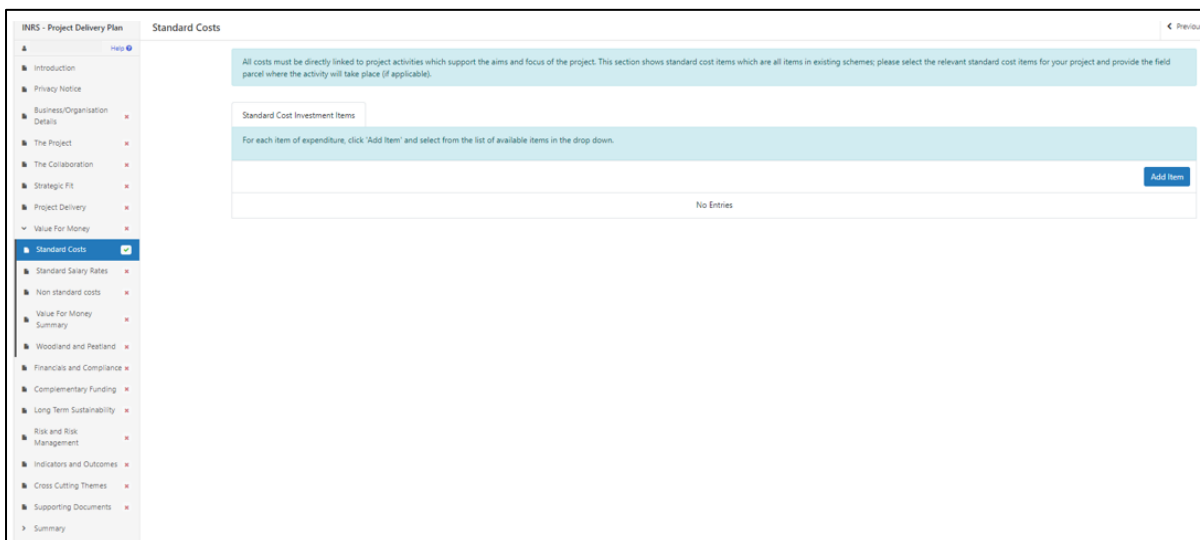 INRS - Project Delivery Plan
Standard Costs
Previou
Help
Introduction
Privacy Notice
Business/Organisation
Details
The Project
The Collaboration
Strategic Fit
Project Delivery
Value For Money
Standard Costs
Standard Salary Rates
Non standard costs
Value For Money
Summary
Woodland and Peatland
Financials and Compliance
Complementary Funding
Long Term Sustainability
Risk and Risk
Management
Indicators and Outcomes
Cross Cutting Themes
Supporting Documents
Summary
All costs must be directly linked to project activities which support the aims and focus of the project. This section shows standard cost items which are all items in existing schemes; please select the relevant standard cost items for your project and provide the field
parcel where the activity will take place (if applicable).
Standard Cost Investment Items
For each item of expenditure, click 'Add Item' and select from the list of available items in the drop down.
Add Item
No Entries